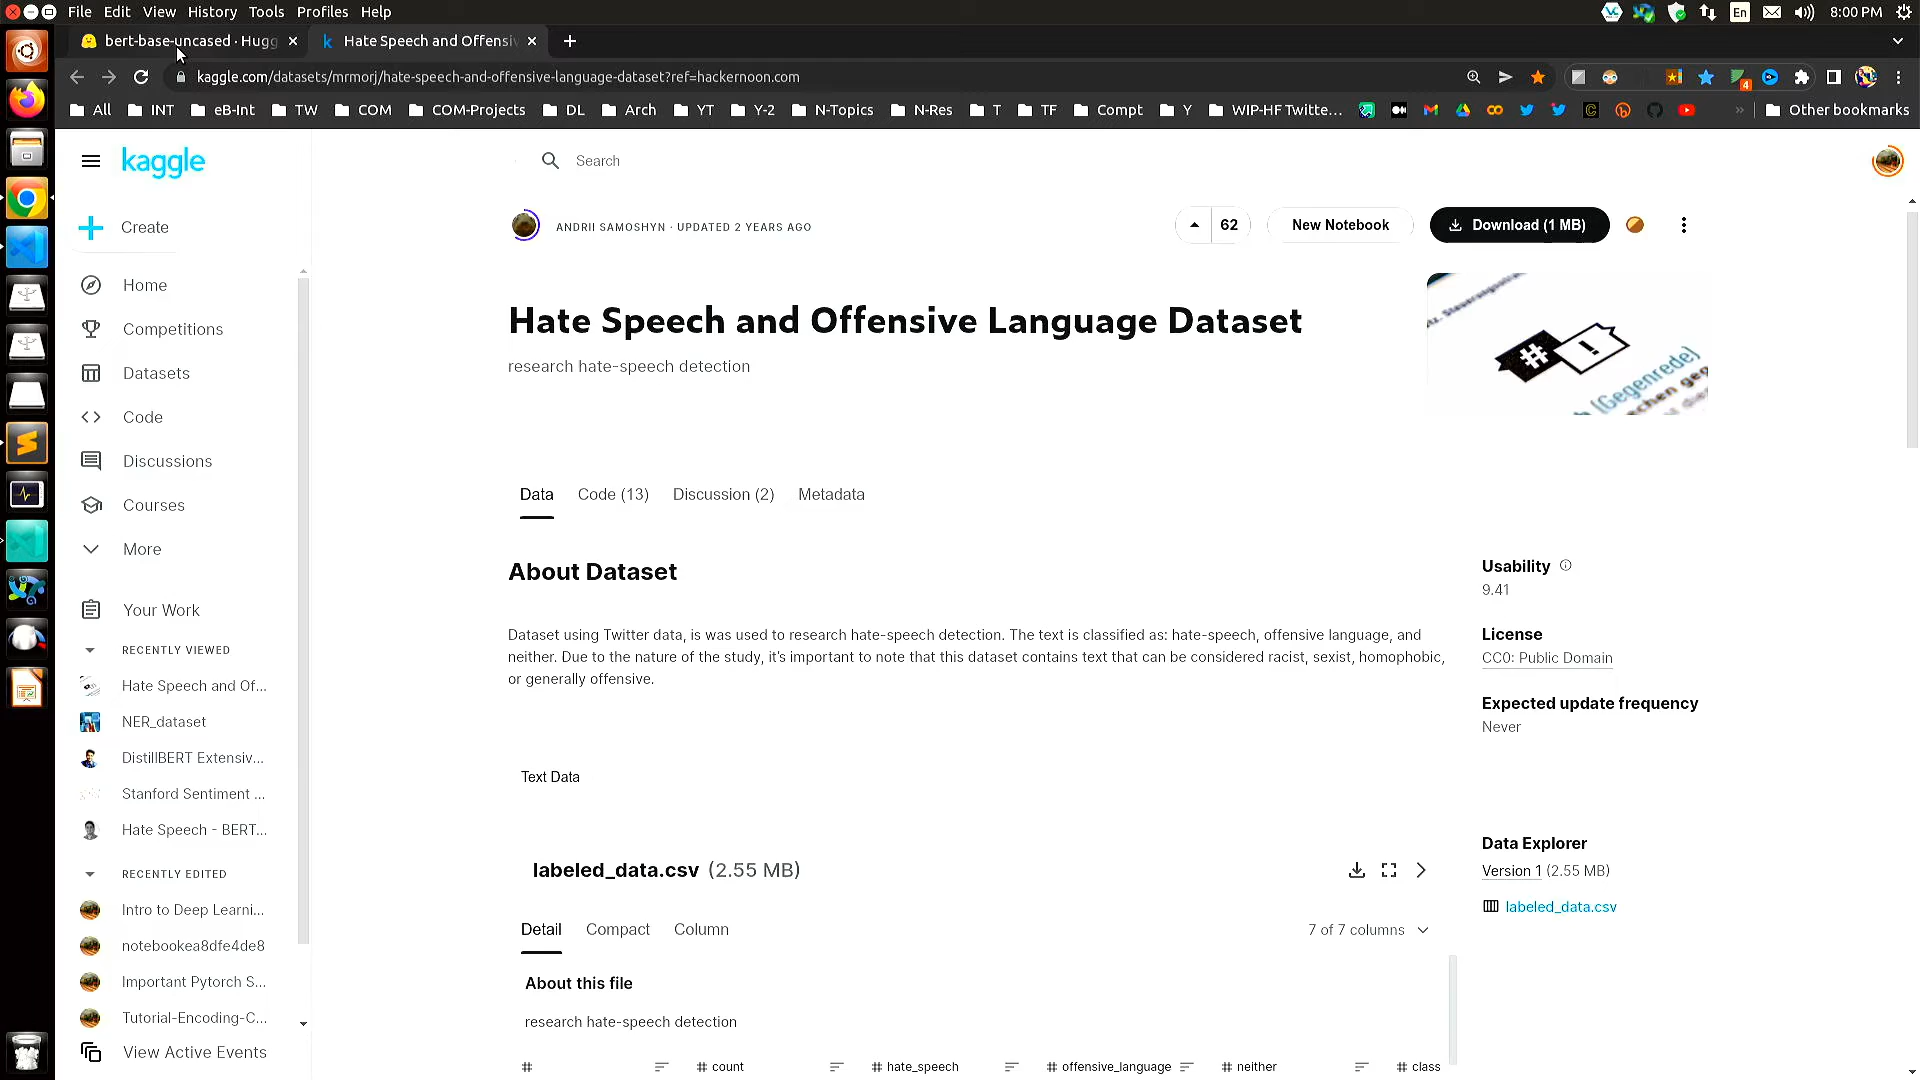 File Edit View History Tools Profiles Help
En 8:00 PM
bert-base-uncased · Hugg
Hate Speech and Offensiv
kaggle.com/datasets/mrmorj/hate-speech-and-offensive-language-dataset?ref=hackernoon.com
4
All INT eB-Int TW COM COM-Projects DL Arch YT Y-2 N-Topics N-Res T TF Compt Y WIP-HF Twitte... Other bookmarks
kaggle
Search
Create
ANDRII SAMOSHYN · UPDATED 2 YEARS AGO
62
New Notebook
Download (1 MB)
Home
Competitions
Datasets
Code
Discussions
Courses
More
Your Work
RECENTLY VIEWED
Hate Speech and Of...
NER_dataset
DistillBERT Extensiv...
Stanford Sentiment ...
Hate Speech - BERT...
RECENTLY EDITED
Intro to Deep Learni...
notebookea8dfe4de8
Important Pytorch S...
Tutorial-Encoding-C...
View Active Events
Hate Speech and Offensive Language Dataset
research hate-speech detection
#
!
(Gegenrede)
Data Code (13) Discussion (2) Metadata
About Dataset
Dataset using Twitter data, is was used to research hate-speech detection. The text is classified as: hate-speech, offensive language, and
neither. Due to the nature of the study, it's important to note that this dataset contains text that can be considered racist, sexist, homophobic,
or generally offensive.
Text Data
Usability
9.41
License
CC0: Public Domain
Expected update frequency
Never
labeled_data.csv (2.55 MB)
Detail Compact Column
7 of 7 columns
About this file
research hate-speech detection
# # count # hate_speech # offensive_language # neither # class
Data Explorer
Version 1 (2.55 MB)
labeled_data.csv